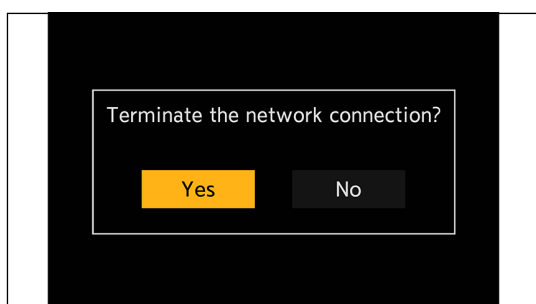 Terminate the network connection?
Yes No